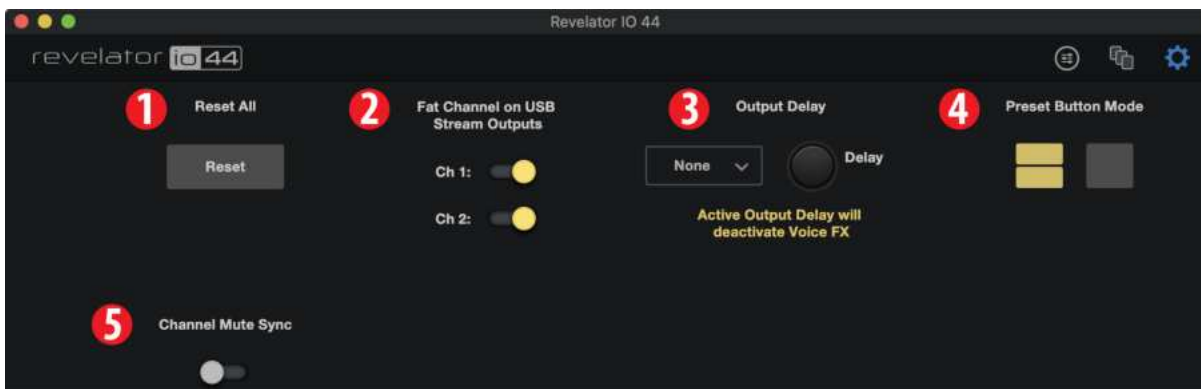 Revelator IO 44
revelator io 44
1 Reset All
Reset
2 Fat Channel on USB
Stream Outputs
Ch 1:
Ch 2:
3 Output Delay
None
Delay
Active Output Delay will
deactivate Voice FX
4 Preset Button Mode
5 Channel Mute Sync